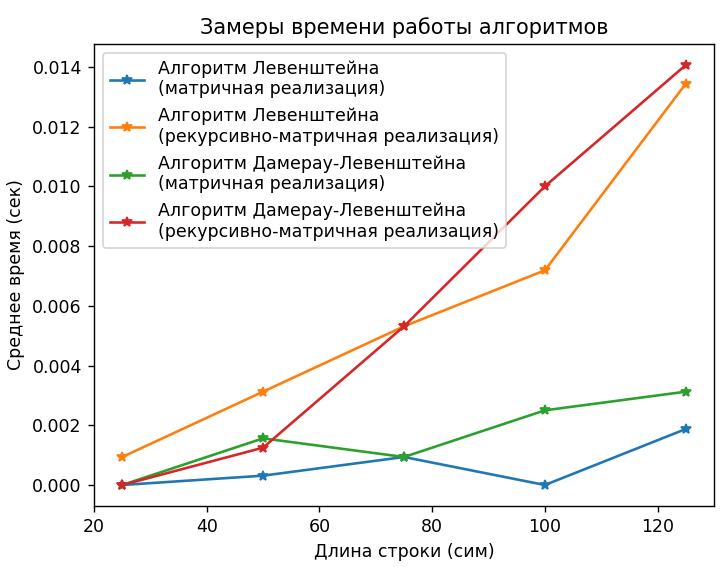 Замеры времени работы алгоритмов
Алгоритм Левенштейна
(матричная реализация)
Алгоритм Левенштейна
(рекурсивно-матричная реализация)
Алгоритм Дамерау-Левенштейна
(матричная реализация)
Алгоритм Дамерау-Левенштейна
(рекурсивно-матричная реализация)
Среднее время (сек)
0.014
0.012
0.010
0.008
0.006
0.004
0.002
0.000
20 40 60 80 100 120
Длина строки (сим)